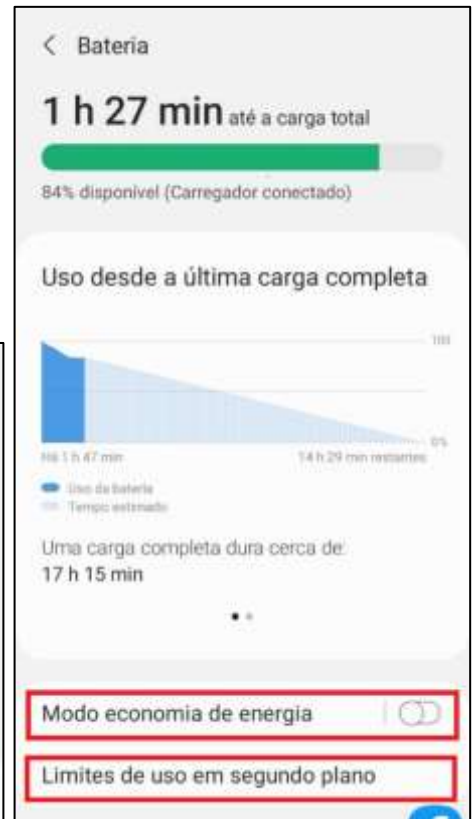 Bateria
1 h 27 min até a carga total
84% disponível (Carregador conectado)
Uso desde a última carga completa
100
0%
Há 1 h 47 min
14 h 29 min restantes
Uso da bateria
Tempo estimado
Uma carga completa dura cerca de:
17 h 15 min
Modo economia de energia
Limites de uso em segundo plano